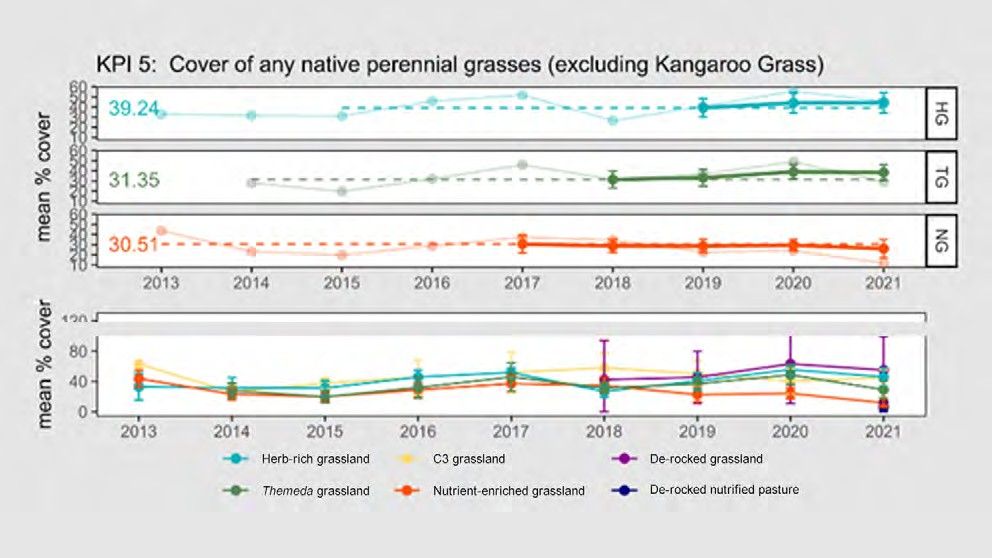 KPI 5: Cover of any native perennial grasses (excluding Kangaroo Grass)
mean % cover
60
50
40
30
20
10
39.24
HG
60
50
40
30
20
10
31.35
TG
60
50
40
30
20
10
30.51
NG
2013 2014 2015 2016 2017 2018 2019 2020 2021
mean % cover
120
80
40
0
2013 2014 2015 2016 2017 2018 2019 2020 2021
Herb-rich grassland C3 grassland De-rocked grassland
Themeda grassland Nutrient-enriched grassland De-rocked nutrified pasture